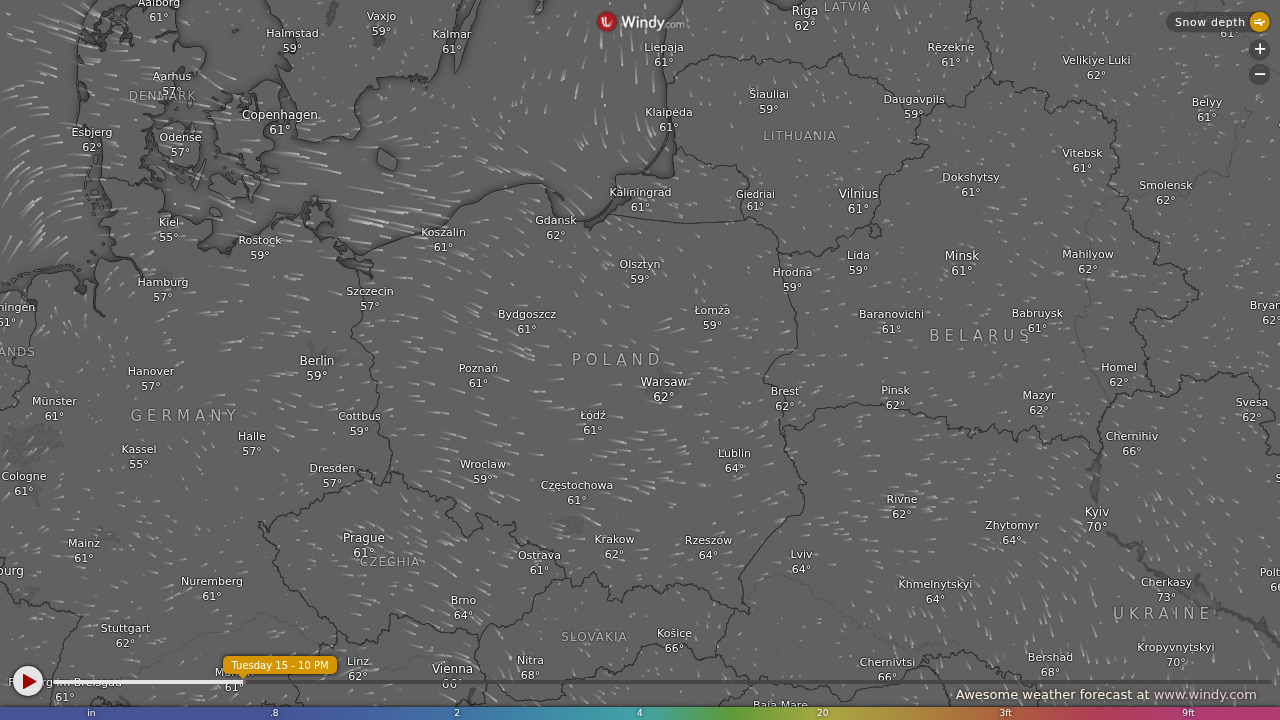 Aalborg
61°
Vaxjo
59°
Halmstad
59°
Kalmar
61°
Windy.com
Riga
62°
LATVIA
Snow depth
61°
Liepaja
61°
Rēzekne
61°
Velikiye Luki
62°
+
−
Aarhus
57°
DENMARK
Copenhagen
61°
Klaipėda
61°
Šiauliai
59°
Daugavpils
59°
Belyy
61°
Esbjerg
62°
Odense
57°
LITHUANIA
Vitebsk
61°
Kaliningrad
61°
Giedriai
61°
Vilnius
61°
Dokshytsy
61°
Smolensk
62°
Kiel
55°
Rostock
59°
Koszalin
61°
Gdansk
62°
Olsztyn
59°
Hrodna
59°
Lida
59°
Minsk
61°
Mahilyow
62°
Hamburg
57°
Szczecin
57°
Bydgoszcz
61°
Łomża
59°
Baranovichi
61°
Babruysk
61°
BELARUS
POLAND
Berlin
59°
Hanover
57°
Poznań
61°
Warsaw
62°
Brest
62°
Pinsk
62°
Homel
62°
Mazyr
62°
Svesa
62°
Münster
61°
GERMANY
Cottbus
59°
Łódź
61°
Halle
57°
Kassel
55°
Chernihiv
66°
Cologne
61°
Dresden
57°
Wroclaw
59°
Częstochowa
61°
Lublin
64°
Rivne
62°
Kyiv
70°
Zhytomyr
64°
Mainz
61°
Prague
61°
CZECHIA
Ostrava
61°
Krakow
62°
Rzeszow
64°
Lviv
64°
Nuremberg
61°
Khmelnytskyi
64°
Cherkasy
73°
UKRAINE
Brno
64°
Stuttgart
62°
SLOVAKIA
Košice
66°
Kropyvnytskyi
70°
Tuesday 15 - 10 PM
61°
61°
Linz
62°
Vienna
66°
Nitra
68°
Chernivtsi
66°
Bershad
68°
Baia Mare
Awesome weather forecast at www.windy.com
in .8 2 4 20 3ft 9ft